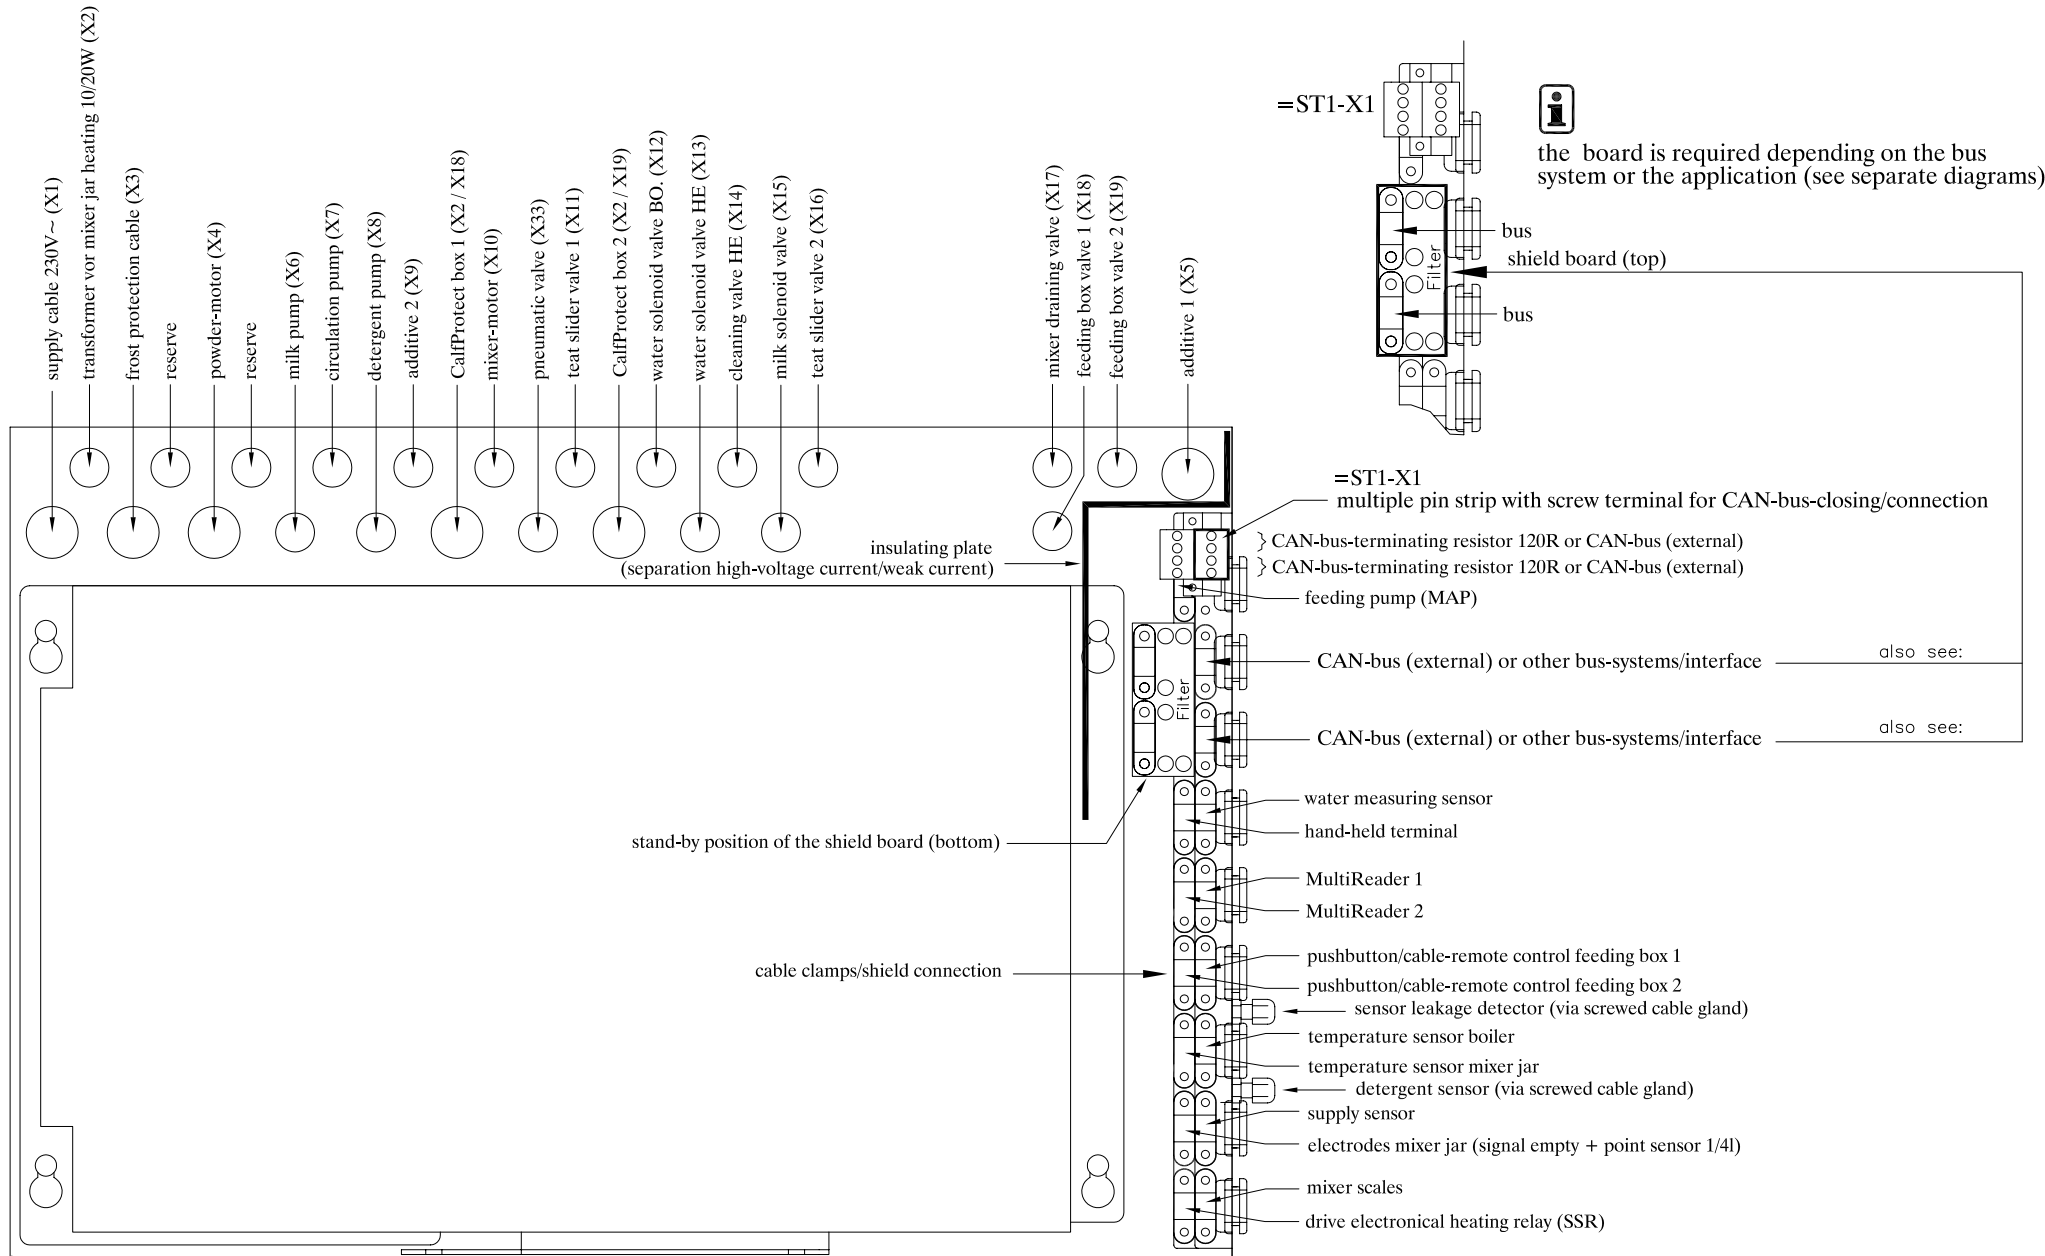 supply cable 230V~ (X1)
transformer vor mixer jar heating 10/20W (X2)
frost protection cable (X3)
reserve
powder-motor (X4)
reserve
milk pump (X6)
circulation pump (X7)
detergent pump (X8)
additive 2 (X9)
CalfProtect box 1 (X2 / X18)
mixer-motor (X10)
pneumatic valve (X33)
teat slider valve 1 (X11)
CalfProtect box 2 (X2 / X19)
water solenoid valve BO. (X12)
water solenoid valve HE (X13)
cleaning valve HE (X14)
milk solenoid valve (X15)
teat slider valve 2 (X16)
mixer draining valve (X17)
feeding box valve 1 (X18)
feeding box valve 2 (X19)
additive 1 (X5)
=ST1-X1
the board is required depending on the bus
system or the application (see separate diagrams)
bus
shield board (top)
Filter
bus
=ST1-X1
multiple pin strip with screw terminal for CAN-bus-closing/connection
} CAN-bus-terminating resistor 120R or CAN-bus (external)
} CAN-bus-terminating resistor 120R or CAN-bus (external)
insulating plate
(separation high-voltage current/weak current)
feeding pump (MAP)
CAN-bus (external) or other bus-systems/interface
also see:
Filter
CAN-bus (external) or other bus-systems/interface
also see:
water measuring sensor
hand-held terminal
stand-by position of the shield board (bottom)
MultiReader 1
MultiReader 2
pushbutton/cable-remote control feeding box 1
cable clamps/shield connection
pushbutton/cable-remote control feeding box 2
sensor leakage detector (via screwed cable gland)
temperature sensor boiler
temperature sensor mixer jar
detergent sensor (via screwed cable gland)
supply sensor
electrodes mixer jar (signal empty + point sensor 1/4l)
mixer scales
drive electronical heating relay (SSR)